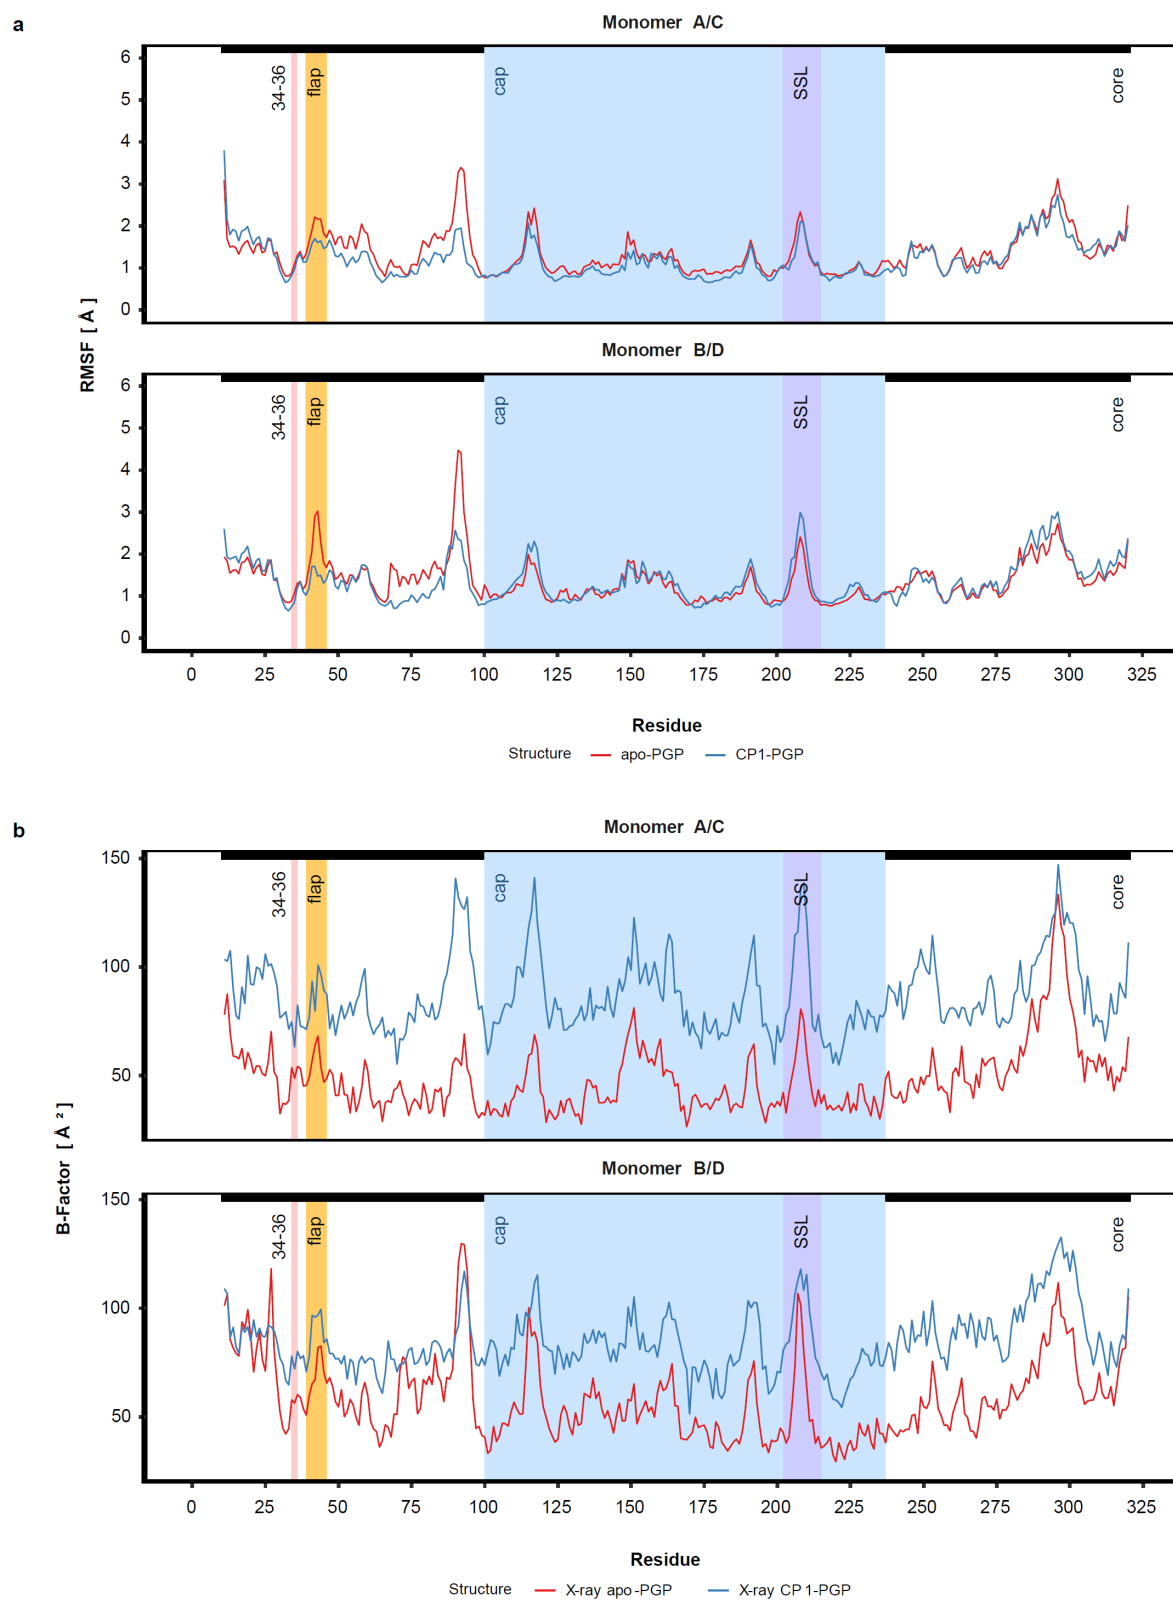 a
Monomer A/C
6
5
4
3
2
1
0
34-36
flap
cap
SSL
core
RMSF [ Å ]
Monomer B/D
6
5
4
3
2
1
0
34-36
flap
cap
SSL
core
0 25 50 75 100 125 150 175 200 225 250 275 300 325
Residue
Structure apo-PGP CP1-PGP
b
Monomer A/C
150
100
50
34-36
flap
cap
SSL
core
B-Factor [ Å ² ]
Monomer B/D
150
100
50
34-36
flap
cap
SSL
core
0 25 50 75 100 125 150 175 200 225 250 275 300 325
Residue
Structure X-ray apo-PGP X-ray CP1-PGP